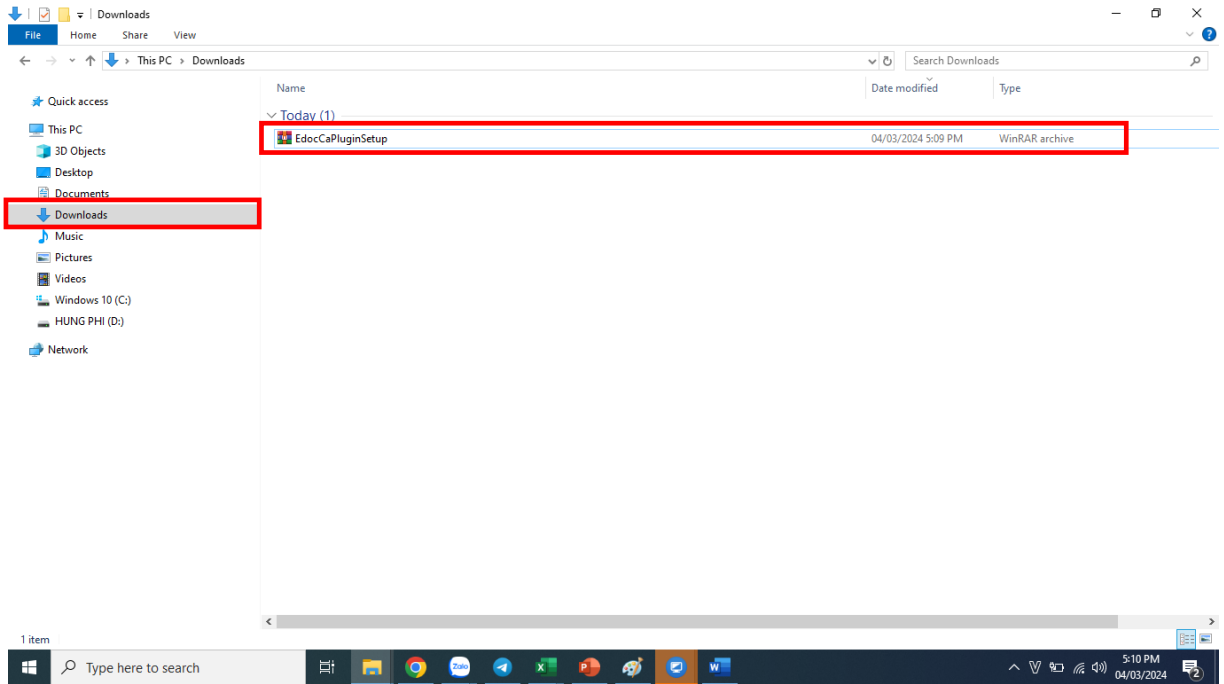 Downloads
File Home Share View
This PC > Downloads
Search Downloads
Name Date modified Type
Quick access
This PC
3D Objects
Desktop
Documents
Downloads
Music
Pictures
Videos
Windows 10 (C:)
HUNG PHI (D:)
Network
Today (1)
EdocCaPluginSetup 04/03/2024 5:09 PM WinRAR archive
1 item
Type here to search
Zalo
5:10 PM
04/03/2024
2